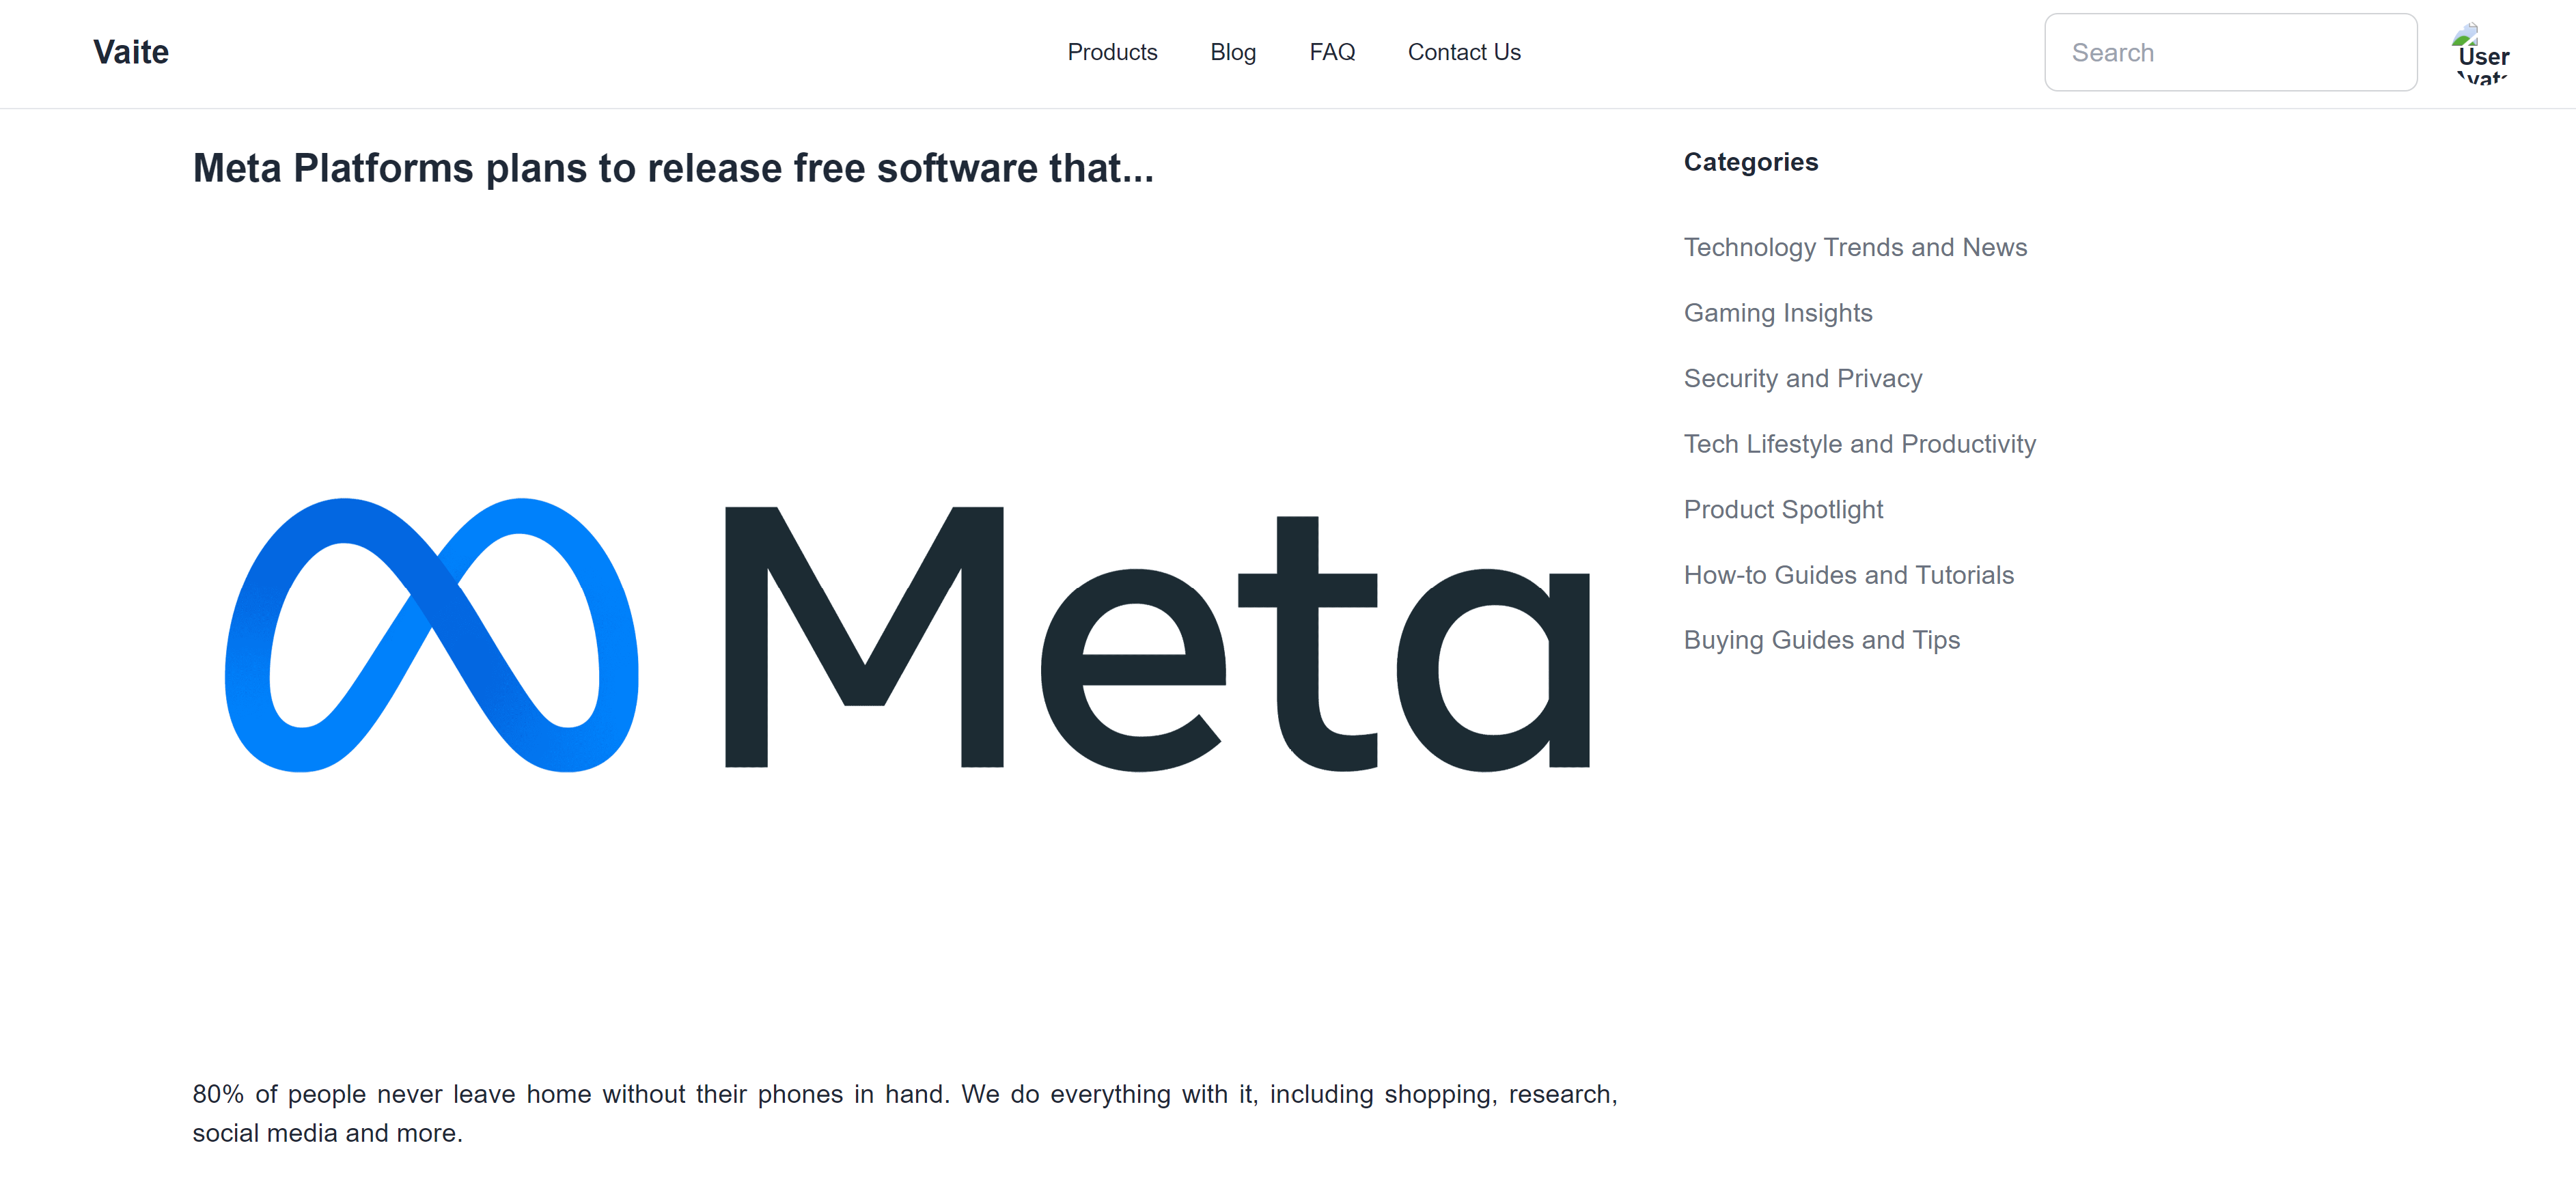 Vaite
Products
Blog
FAQ
Contact Us
Search
User
Meta Platforms plans to release free software that...
Meta
80% of people never leave home without their phones in hand. We do everything with it, including shopping, research,
social media and more.
Categories
Technology Trends and News
Gaming Insights
Security and Privacy
Tech Lifestyle and Productivity
Product Spotlight
How-to Guides and Tutorials
Buying Guides and Tips